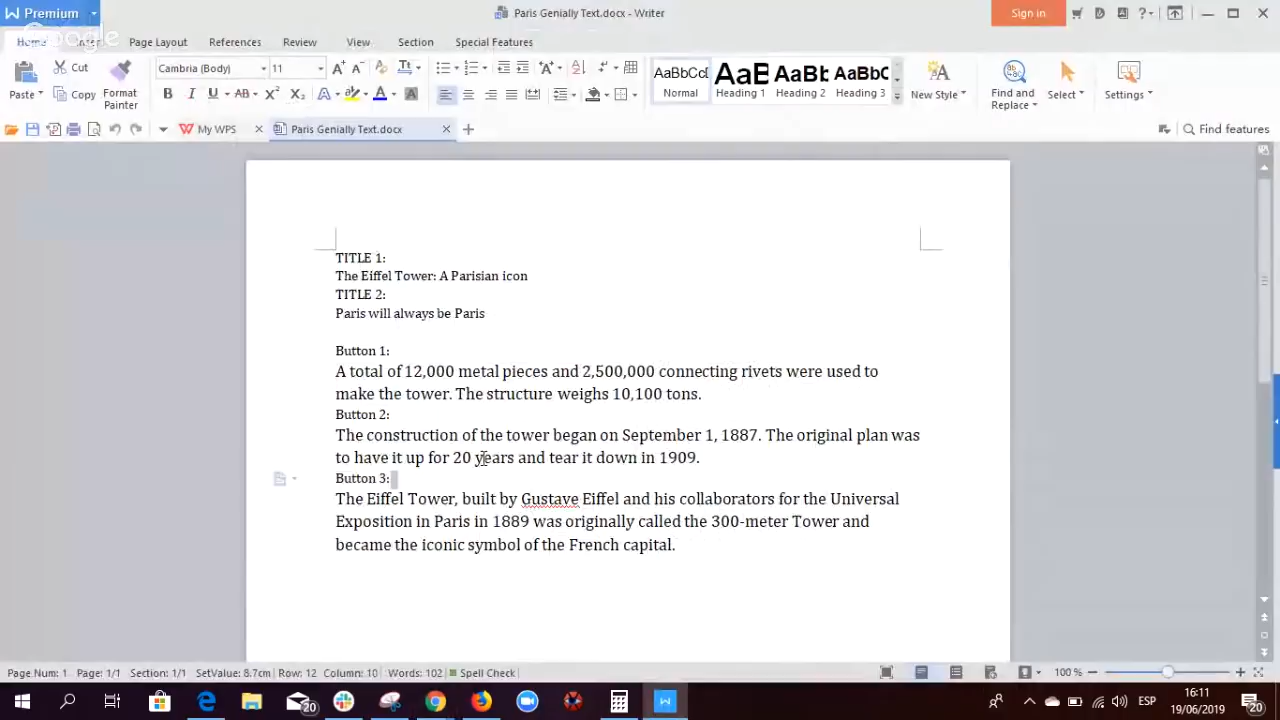 Premium
Paris Genially Text.docx - Writer
Sign in
Google
Home
Page Layout
References
Review
View
Section
Special Features
Paste
Cut
Copy
Format Painter
Cambria (Body)
11
AaBbCcD
Normal
AaB
Heading 1
AaBb
Heading 2
AaBbC
Heading 3
New Style
Find and Replace
Select
Settings
My WPS
Paris Genially Text.docx
Find features
TITLE 1:
The Eiffel Tower: A Parisian icon
TITLE 2:
Paris will always be Paris
Button 1:
A total of 12,000 metal pieces and 2,500,000 connecting rivets were used to
make the tower. The structure weighs 10,100 tons.
Button 2:
The construction of the tower began on September 1, 1887. The original plan was
to have it up for 20 years and tear it down in 1909.
Button 3:
The Eiffel Tower, built by Gustave Eiffel and his collaborators for the Universal
Exposition in Paris in 1889 was originally called the 300-meter Tower and
became the iconic symbol of the French capital.
Page Num: 1 Page: 1/1 Section: 1/1 SetValue: 8.7cm Row: 12 Column: 10 Words: 102 Spell Check
100 %
20
ESP
16:11
19/06/2019
20